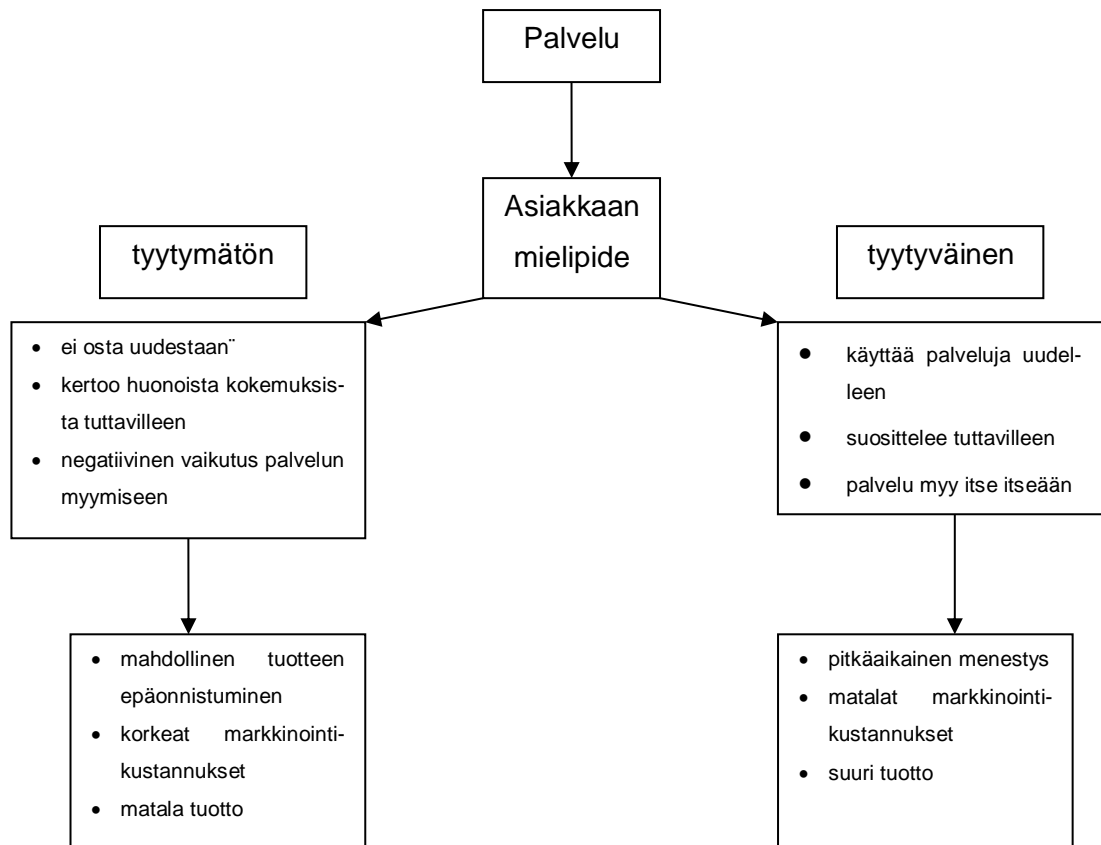 Palvelu
Asiakkaan
mielipide
tyytymätön
tyytyväinen
• ei osta uudestaan¨
• kertoo huonoista kokemuksis-
ta tuttavilleen
• negatiivinen vaikutus palvelun
myymiseen
• käyttää palveluja uudel-
leen
• suosittelee tuttavilleen
• palvelu myy itse itseään
• mahdollinen tuotteen
epäonnistuminen
• korkeat markkinointi-
kustannukset
• matala tuotto
• pitkäaikainen menestys
• matalat markkinointi-
kustannukset
• suuri tuotto